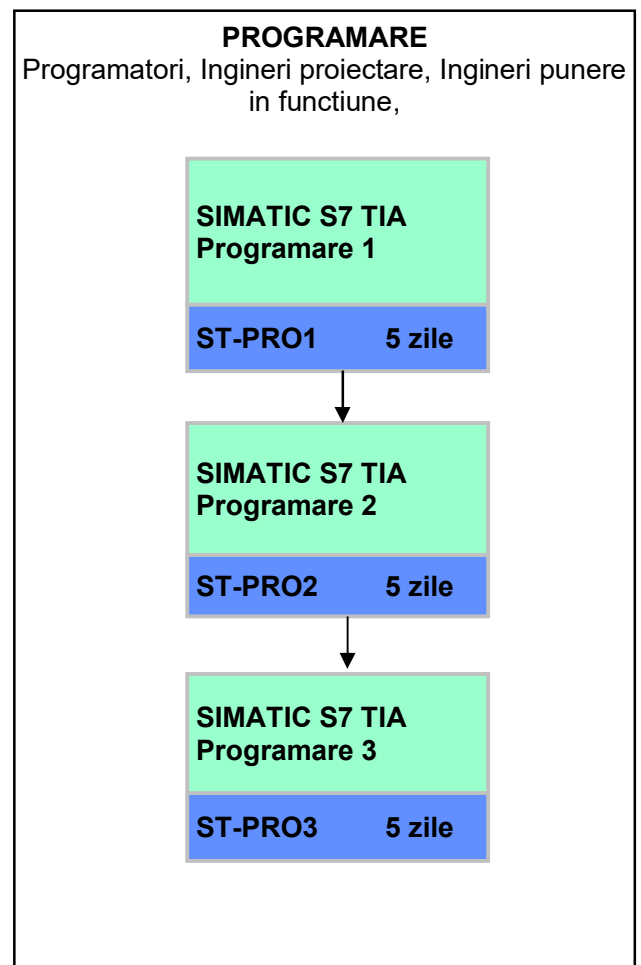 PROGRAMARE
Programatori, Ingineri proiectare, Ingineri punere
in functiune,
SIMATIC S7 TIA
Programare 1
ST-PRO1 5 zile
SIMATIC S7 TIA
Programare 2
ST-PRO2 5 zile
SIMATIC S7 TIA
Programare 3
ST-PRO3 5 zile